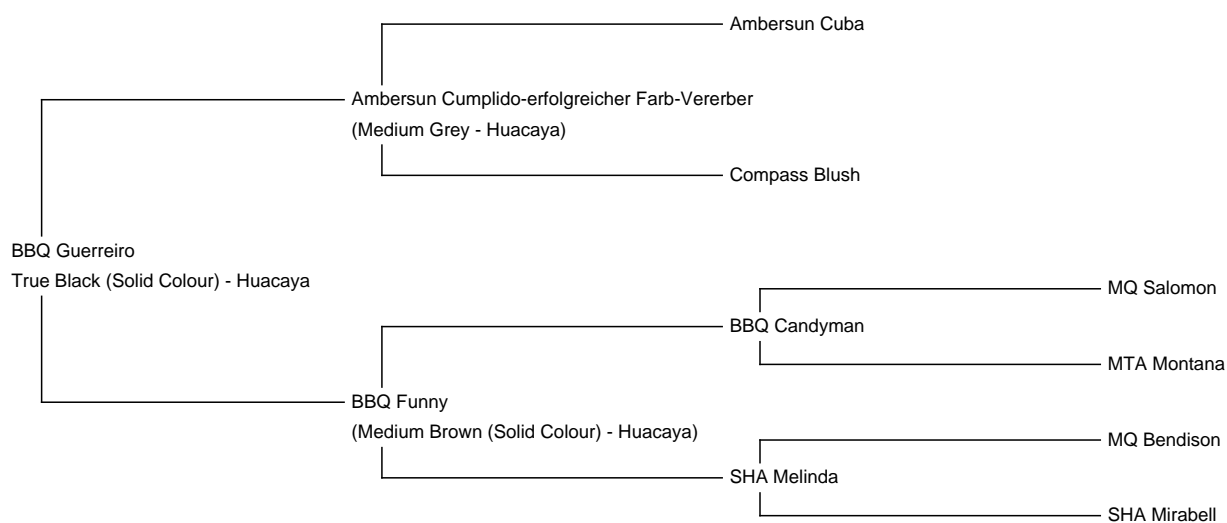 Ambersun Cuba
Ambersun Cumplido-erfolgreicher Farb-Vererber
(Medium Grey - Huacaya)
Compass Blush
BBQ Guerreiro
True Black (Solid Colour) - Huacaya
MQ Salomon
BBQ Candyman
MTA Montana
BBQ Funny
(Medium Brown (Solid Colour) - Huacaya)
MQ Bendison
SHA Melinda
SHA Mirabell